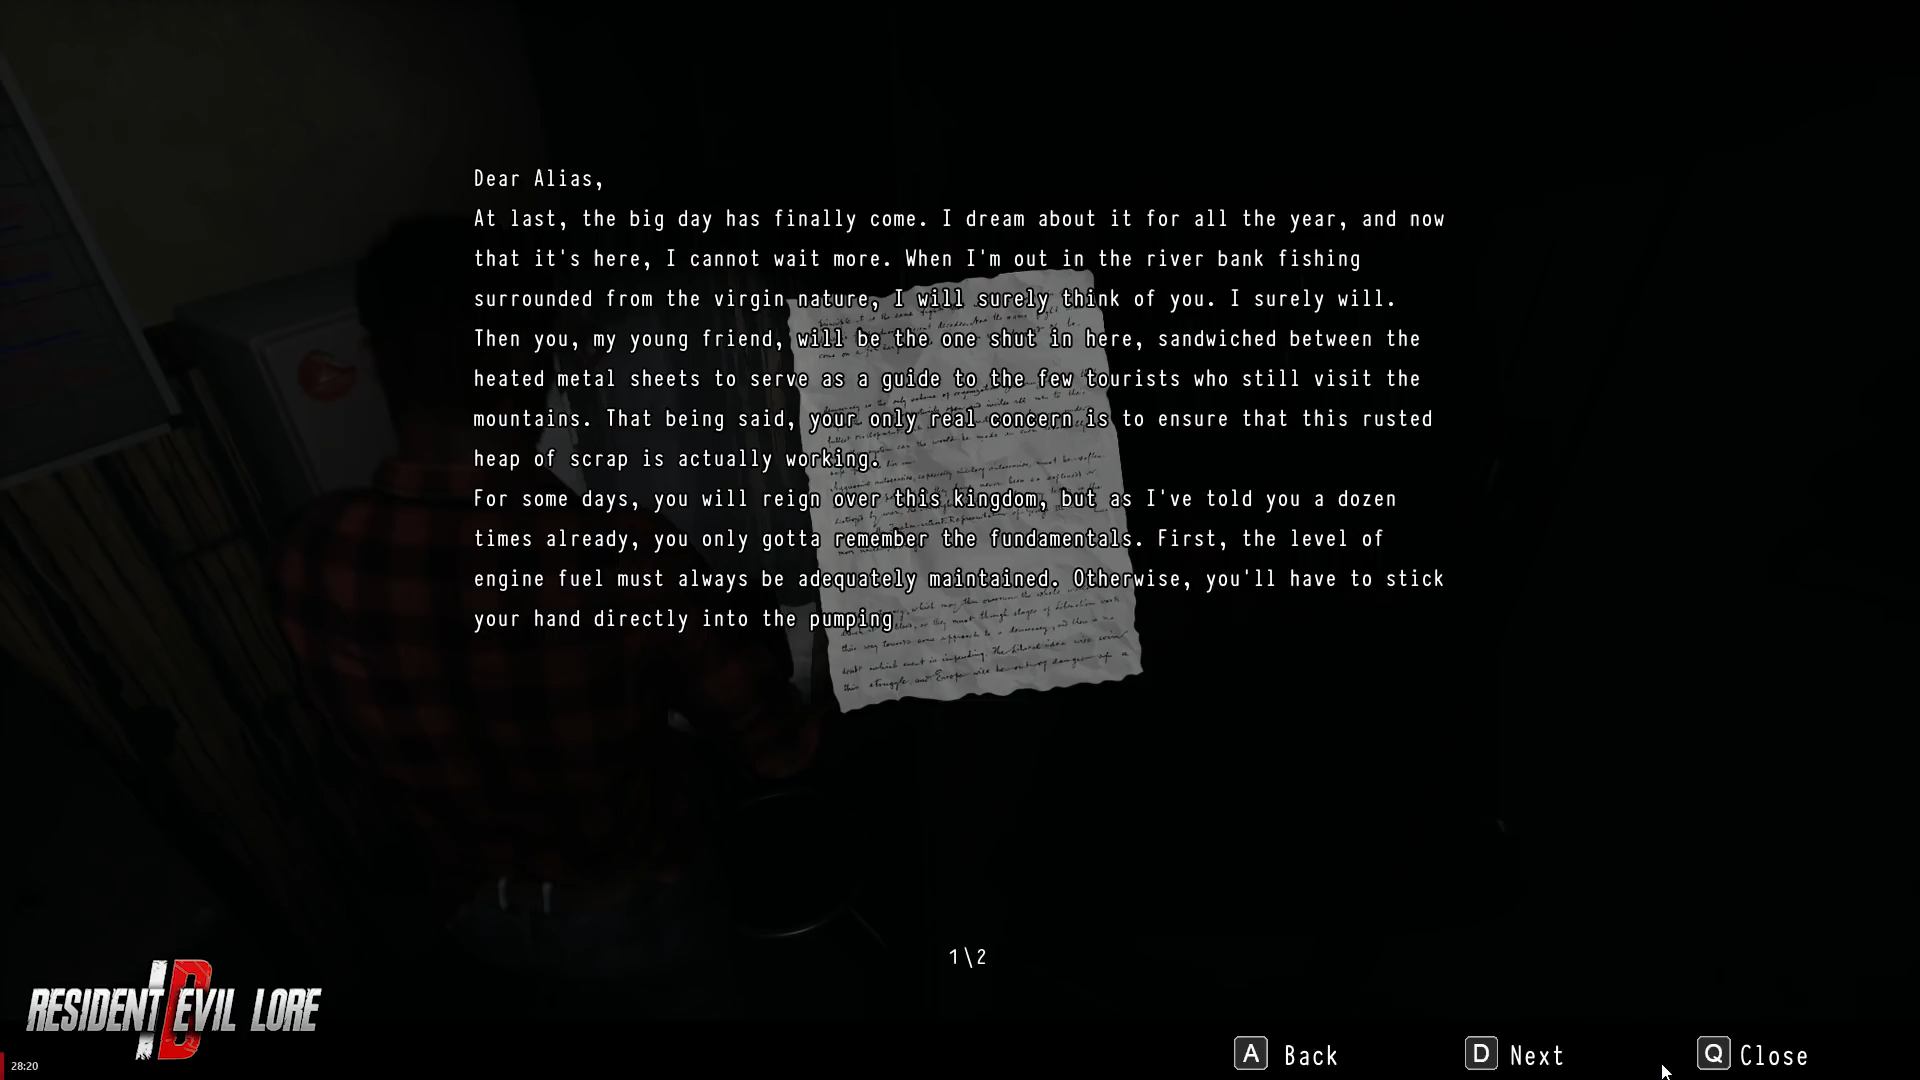 Dear Alias,
At last, the big day has finally come. I dream about it for all the year, and now
that it's here, I cannot wait more. When I'm out in the river bank fishing
surrounded from the virgin nature, I will surely think of you. I surely will.
Then you, my young friend, will be the one shut in here, sandwiched between the
heated metal sheets to serve as a guide to the few tourists who still visit the
mountains. That being said, your only real concern is to ensure that this rusted
heap of scrap is actually working.
For some days, you will reign over this kingdom, but as I've told you a dozen
times already, you only gotta remember the fundamentals. First, the level of
engine fuel must always be adequately maintained. Otherwise, you'll have to stick
your hand directly into the pumping
1\2
RESIDENT EVIL LORE
ID
28:20
A Back
D Next
Q Close